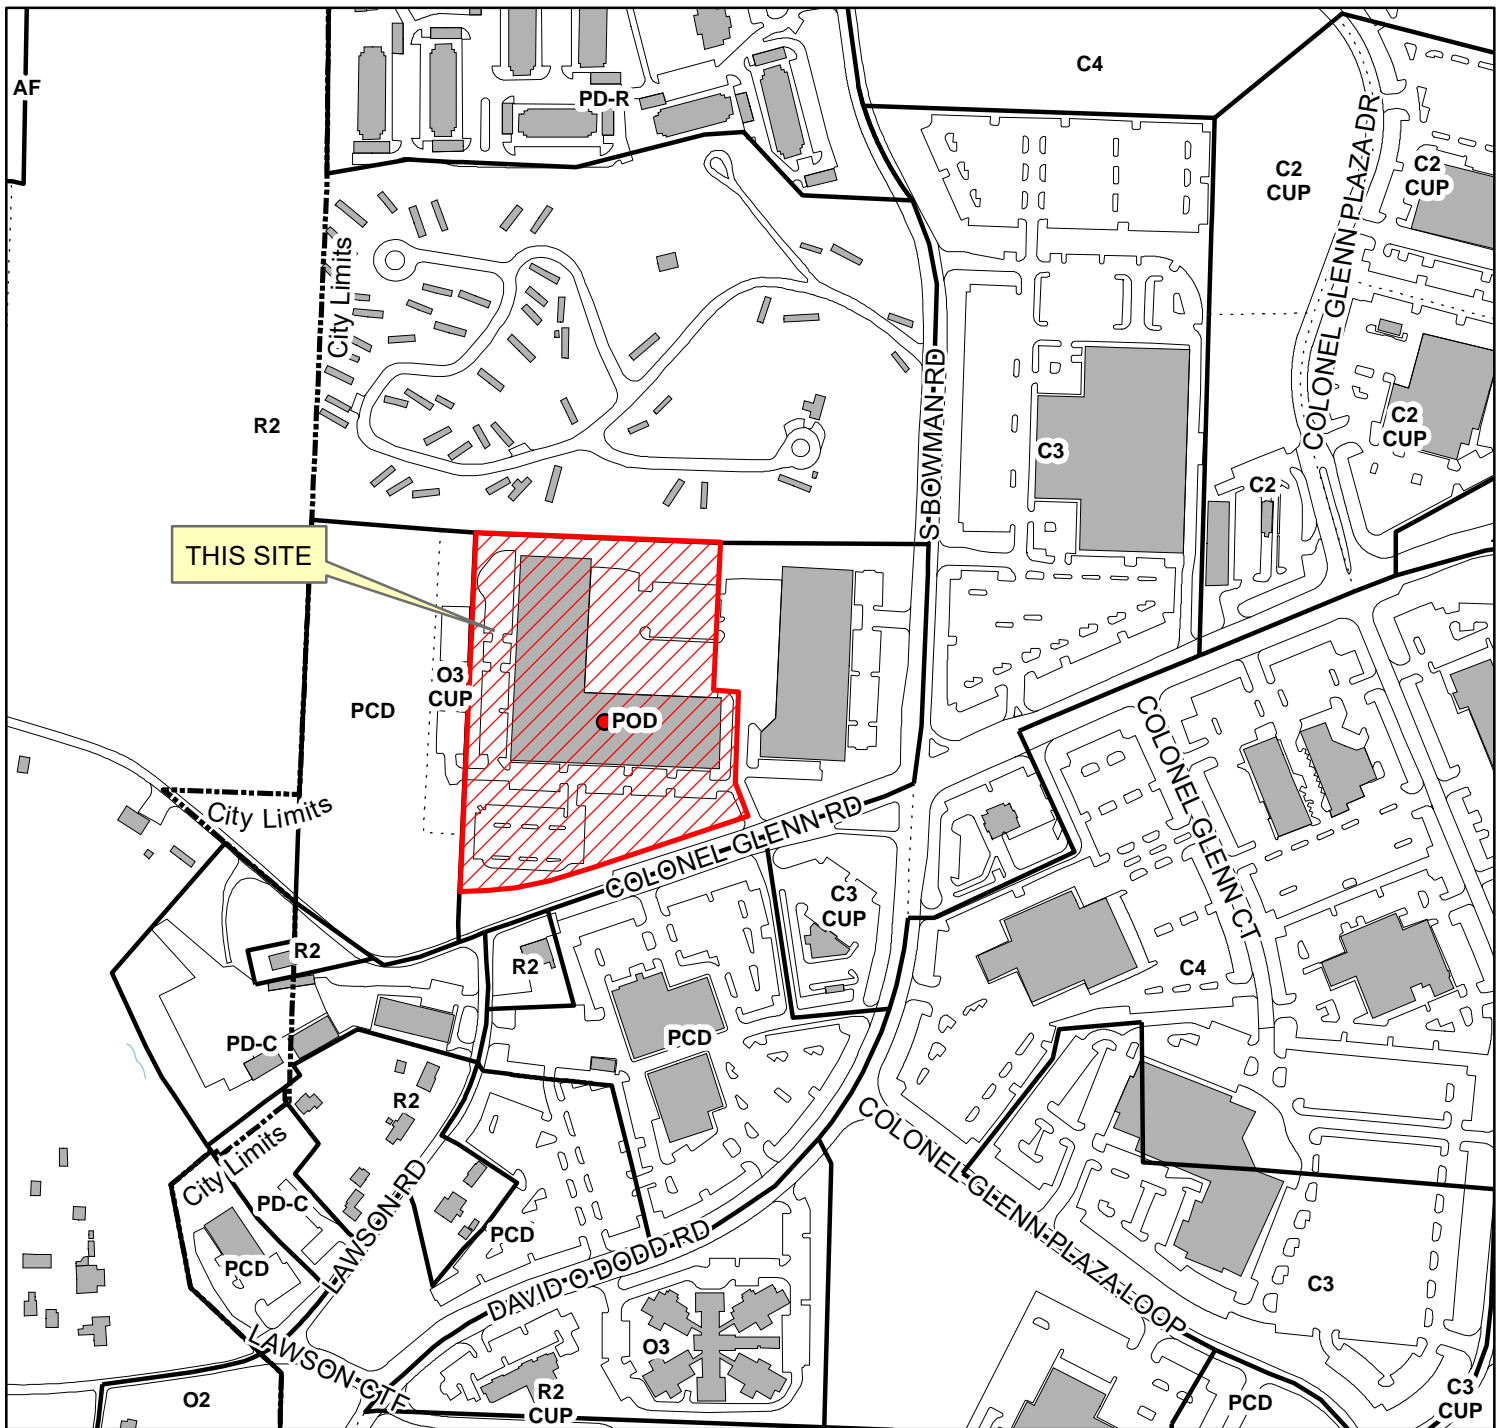 AF
PD-R
C4
C2
CUP
C2
CUP
COLONEL GLENN PLAZA DR
City Limits
R2
S BOWMAN RD
C3
C2
CUP
C2
THIS SITE
O3
CUP
PCD
POD
City Limits
COLONEL GLENN RD
COLONEL GLENN CT
C3
CUP
R2
R2
C4
PD-C
PCD
R2
COLONEL GLENN PLAZA LOOP
City Limits
PD-C
LAWSON RD
PCD
PCD
DAVID O DODD RD
C3
LAWSON CTF
O3
O2
R2
CUP
PCD
C3
CUP